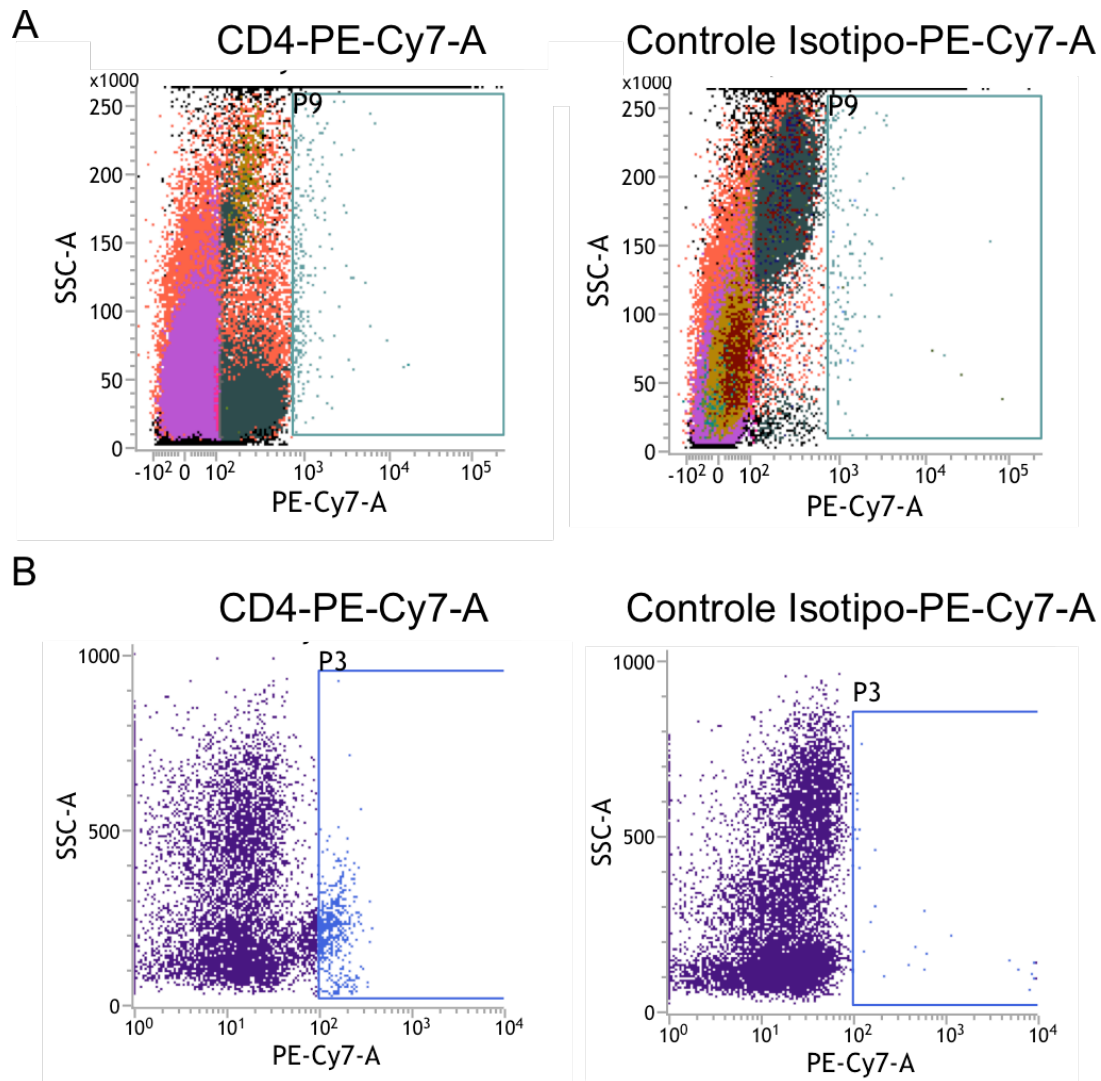 A
CD4-PE-Cy7-A
Controle Isotipo-PE-Cy7-A
x1000
P9
250
200
150
100
50
0
SSC-A
-10² 0 10² 10³ 10⁴ 10⁵
PE-Cy7-A
x1000
P9
250
200
150
100
50
0
SSC-A
-10² 0 10² 10³ 10⁴ 10⁵
PE-Cy7-A
B
CD4-PE-Cy7-A
Controle Isotipo-PE-Cy7-A
P3
1000
500
0
SSC-A
10⁰ 10¹ 10² 10³ 10⁴
PE-Cy7-A
P3
1000
500
0
SSC-A
10⁰ 10¹ 10² 10³ 10⁴
PE-Cy7-A